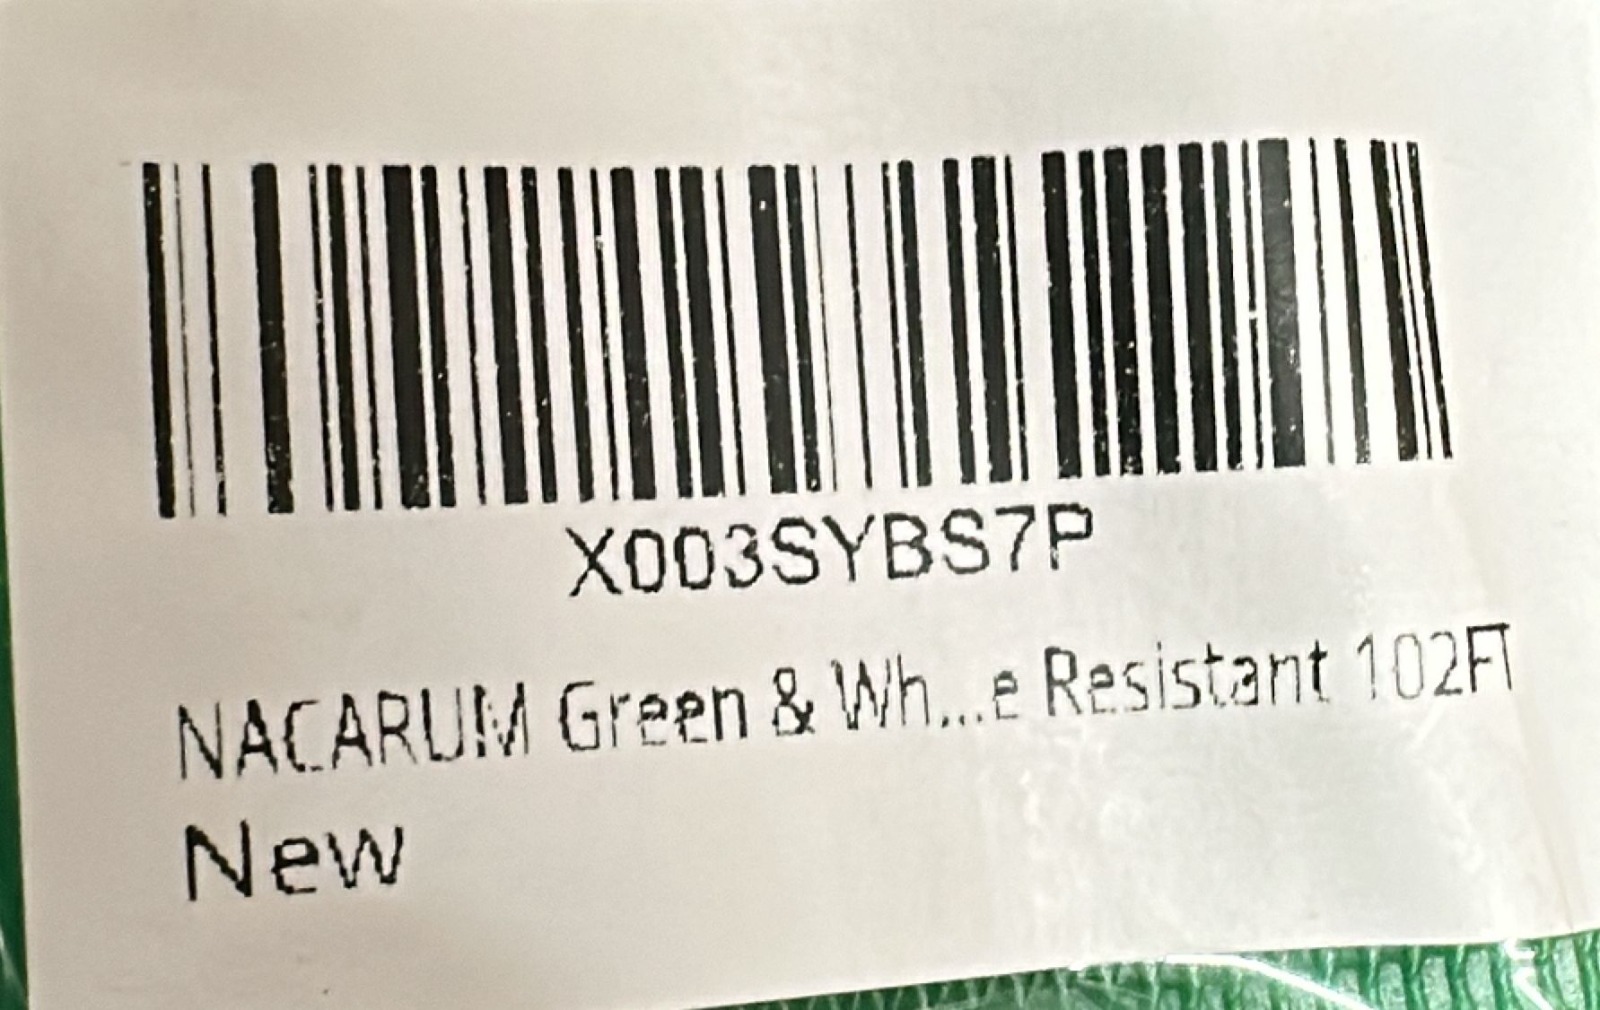 X003SYBS7P
NACARUM Green & Wh...e Resistant 102FT
New